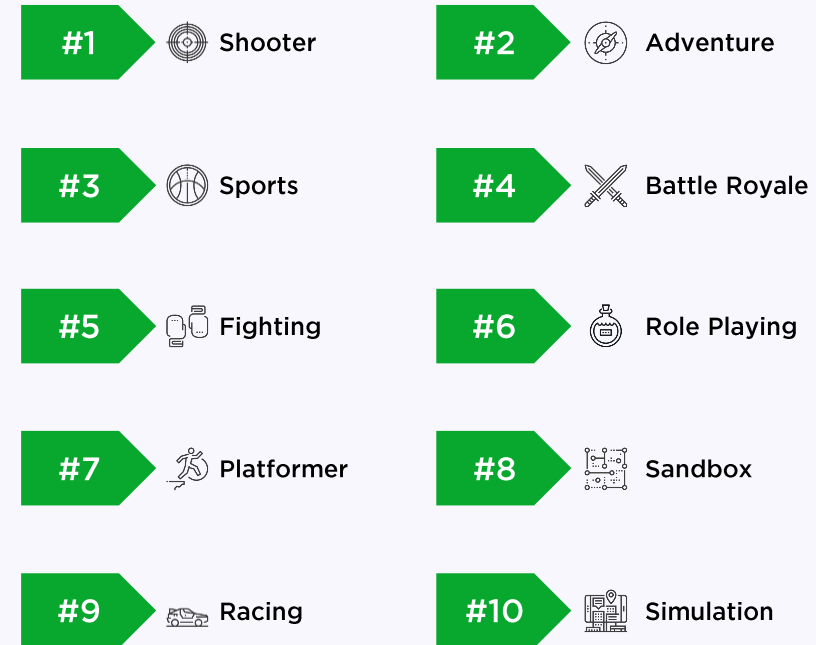 #1 Shooter
#2 Adventure
#3 Sports
#4 Battle Royale
#5 Fighting
#6 Role Playing
#7 Platformer
#8 Sandbox
#9 Racing
#10 Simulation